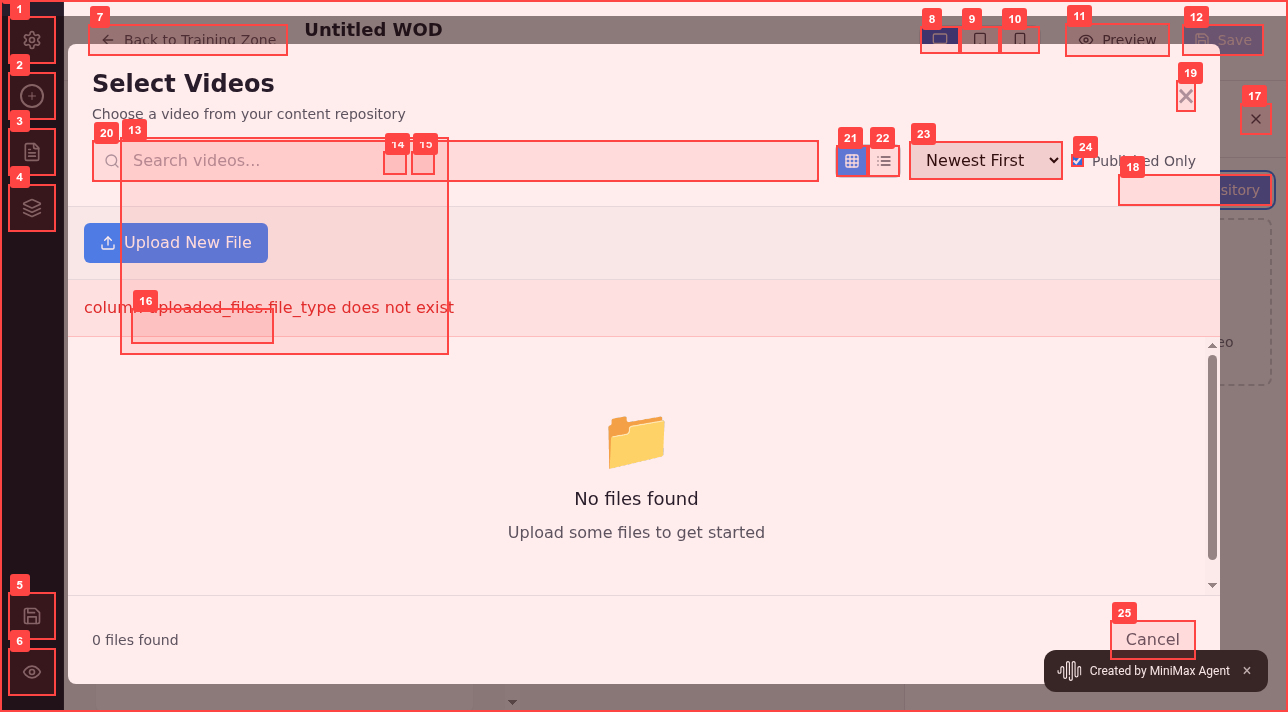 1
7
Back to Training Zone
Untitled WOD
8
9
10
11
Preview
12
Save
2
Select Videos
19
17
Choose a video from your content repository
3
20
13
14
15
Search videos...
21
22
23
Newest First
24
Published Only
18
sitory
4
Upload New File
16
column uploaded_files.file_type does not exist
eo
No files found
Upload some files to get started
5
6
0 files found
25
Cancel
Created by MiniMax Agent